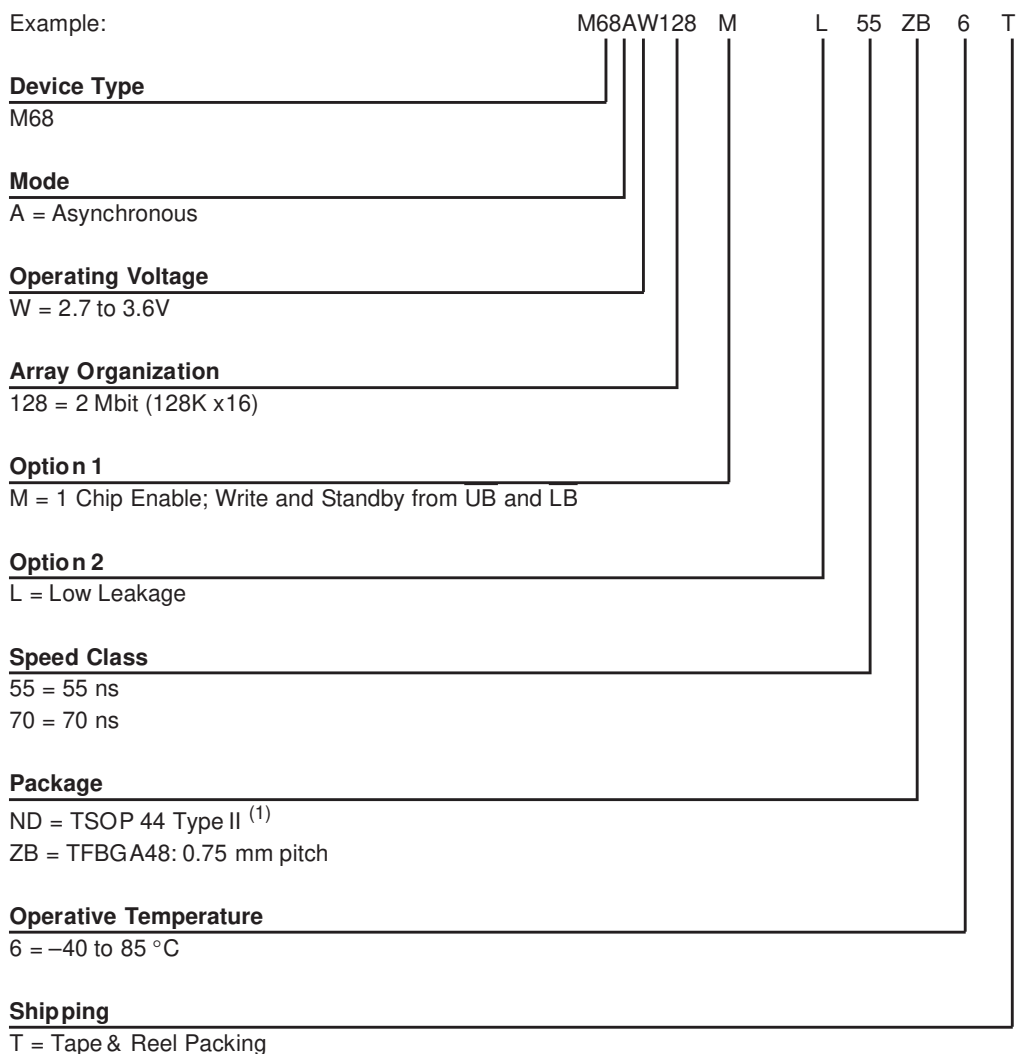 Example: M68AW128 M L 55 ZB 6 T
Device Type
M68
Mode
A = Asynchronous
Operating Voltage
W = 2.7 to 3.6V
Array Organization
128 = 2 Mbit (128K x16)
Option 1
M = 1 Chip Enable; Write and Standby from U̅B̅ and L̅B̅
Option 2
L = Low Leakage
Speed Class
55 = 55 ns
70 = 70 ns
Package
ND = TSOP 44 Type II (1)
ZB = TFBGA48: 0.75 mm pitch
Operative Temperature
6 = –40 to 85 °C
Shipping
T = Tape & Reel Packing